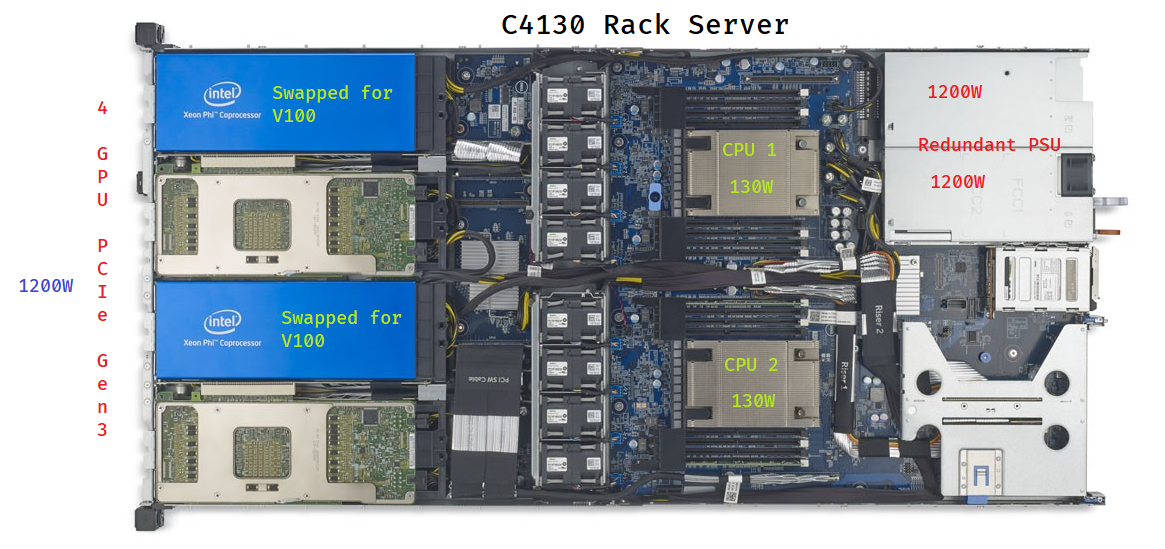 C4130 Rack Server
intel
Xeon Phi™ Coprocessor
Swapped for
V100
4
G
P
U
P
C
I
e
G
e
n
3
1200W
intel
Xeon Phi™ Coprocessor
Swapped for
V100
PCI SW Cable
CPU 1
130W
CPU 2
130W
Riser 2
Riser 1
1200W
Redundant PSU
1200W